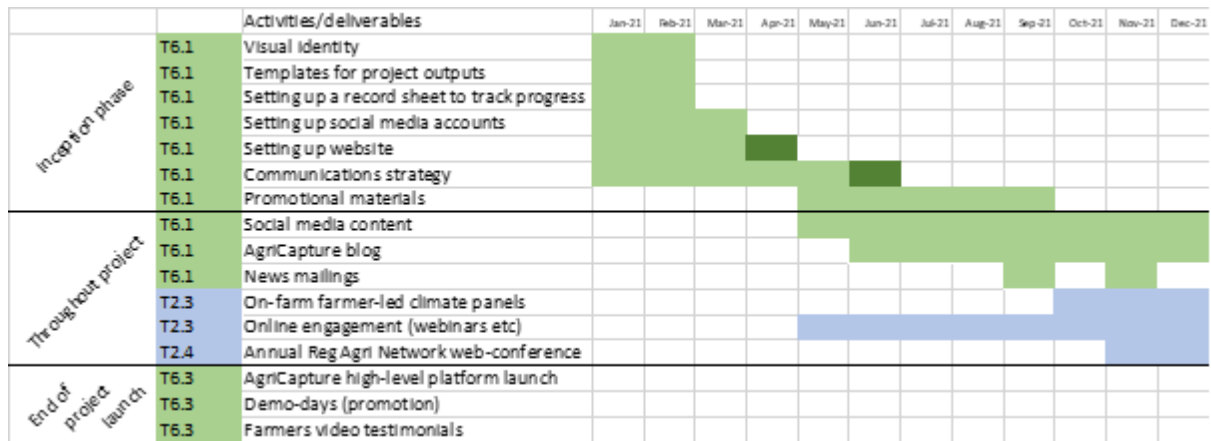 Activities/deliverables Jan-21 Feb-21 Mar-21 Apr-21 May-21 Jun-21 Jul-21 Aug-21 Sep-21 Oct-21 Nov-21 Dec-21
Inception phase
T6.1 Visual identity
T6.1 Templates for project outputs
T6.1 Setting up a record sheet to track progress
T6.1 Setting up social media accounts
T6.1 Setting up website
T6.1 Communications strategy
T6.1 Promotional materials
Throughout project
T6.1 Social media content
T6.1 AgriCapture blog
T6.1 News mailings
T2.3 On-farm farmer-led climate panels
T2.3 Online engagement (webinars etc)
T2.4 Annual RegAgri Network web-conference
End of
project
launch
T6.3 AgriCapture high-level platform launch
T6.3 Demo-days (promotion)
T6.3 Farmers video testimonials